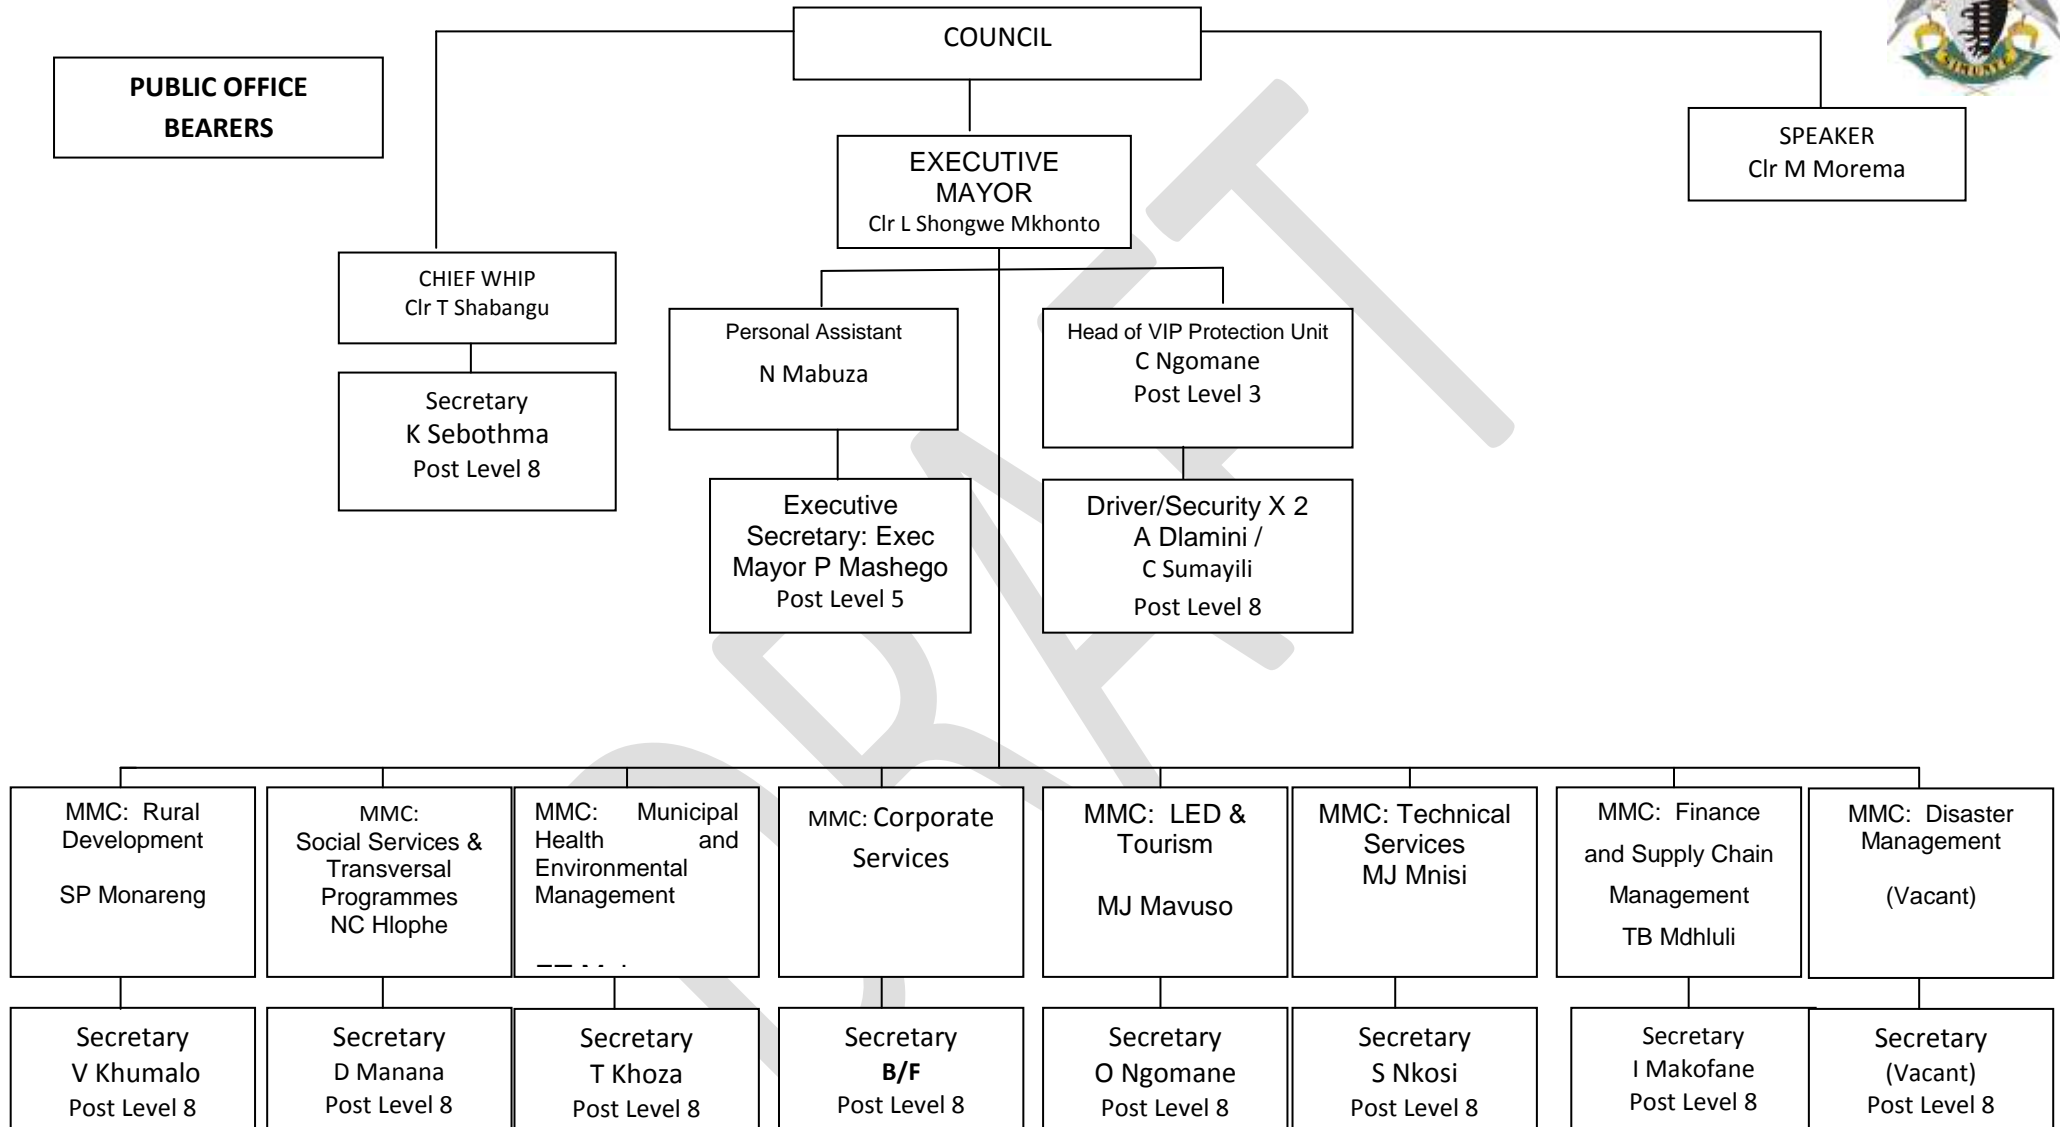 COUNCIL
PUBLIC OFFICE
BEARERS
SIMUNYE
SPEAKER
Clr M Morema
EXECUTIVE
MAYOR
Clr L Shongwe Mkhonto
CHIEF WHIP
Clr T Shabangu
Personal Assistant
N Mabuza
Head of VIP Protection Unit
C Ngomane
Post Level 3
Secretary
K Sebothma
Post Level 8
Executive
Secretary: Exec
Mayor P Mashego
Post Level 5
Driver/Security X 2
A Dlamini /
C Sumayili
Post Level 8
DRAFT
MMC: Rural
Development
SP Monareng
MMC:
Social Services &
Transversal
Programmes
NC Hlophe
MMC: Municipal
Health and
Environmental
Management
MMC: Corporate
Services
MMC: LED &
Tourism
MJ Mavuso
MMC: Technical
Services
MJ Mnisi
MMC: Finance
and Supply Chain
Management
TB Mdhluli
MMC: Disaster
Management
(Vacant)
Secretary
V Khumalo
Post Level 8
Secretary
D Manana
Post Level 8
Secretary
T Khoza
Post Level 8
Secretary
B/F
Post Level 8
Secretary
O Ngomane
Post Level 8
Secretary
S Nkosi
Post Level 8
Secretary
I Makofane
Post Level 8
Secretary
(Vacant)
Post Level 8